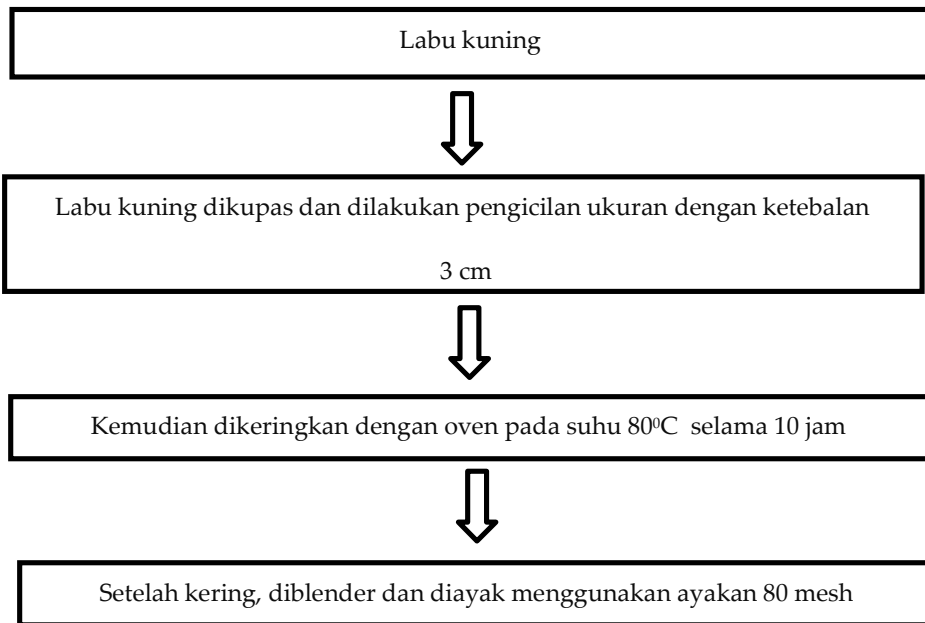 Labu kuning
Labu kuning dikupas dan dilakukan pengicilan ukuran dengan ketebalan
3 cm
Kemudian dikeringkan dengan oven pada suhu 80⁰C selama 10 jam
Setelah kering, diblender dan diayak menggunakan ayakan 80 mesh